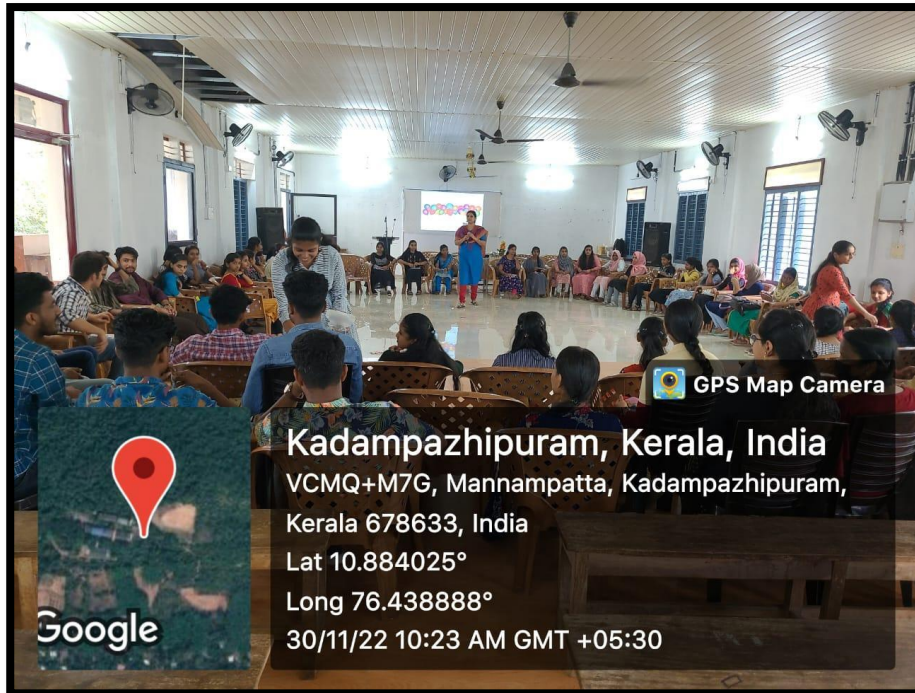 GPS Map Camera
Kadampazhipuram, Kerala, India
VCMQ+M7G, Mannampatta, Kadampazhipuram,
Kerala 678633, India
Lat 10.884025°
Long 76.438888°
30/11/22 10:23 AM GMT +05:30
Google